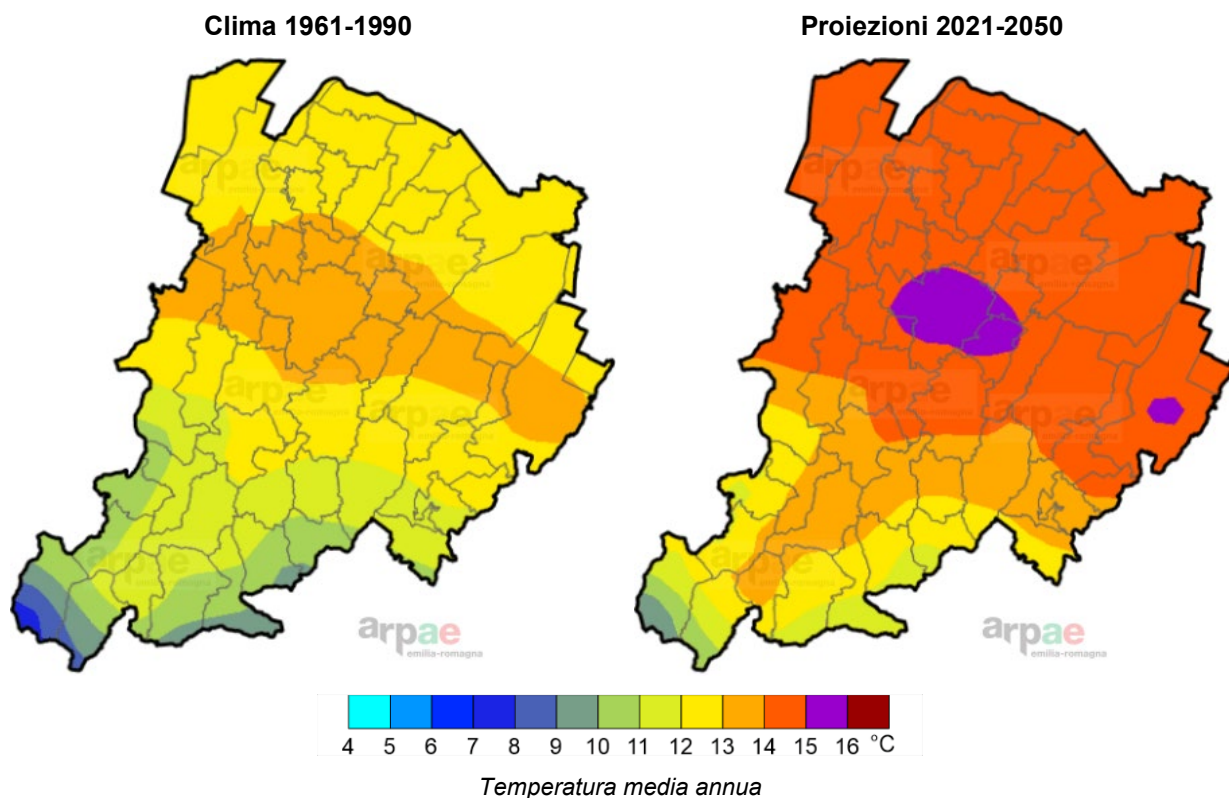 Clima 1961-1990
Proiezioni 2021-2050
arpae
emilia-romagna
arpae
emilia-romagna
4 5 6 7 8 9 10 11 12 13 14 15 16 °C
Temperatura media annua